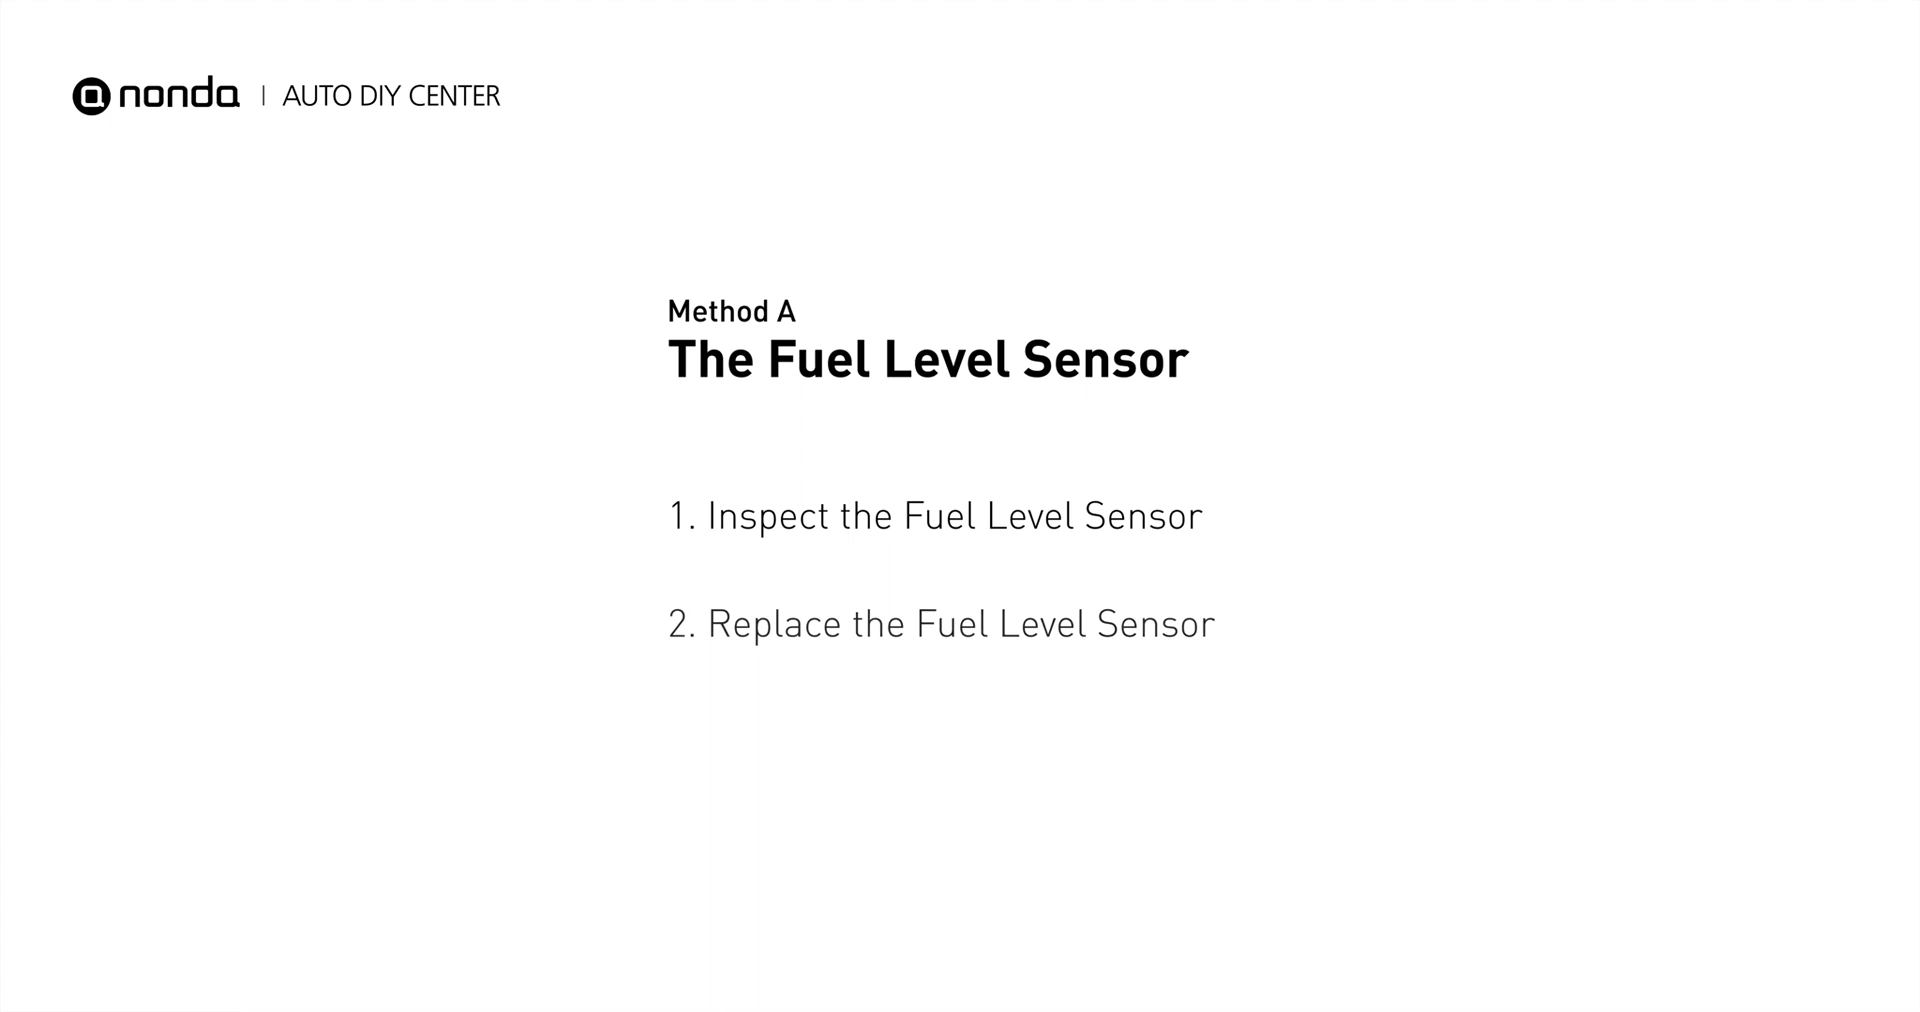 nonda | AUTO DIY CENTER
Method A
The Fuel Level Sensor
1. Inspect the Fuel Level Sensor
2. Replace the Fuel Level Sensor